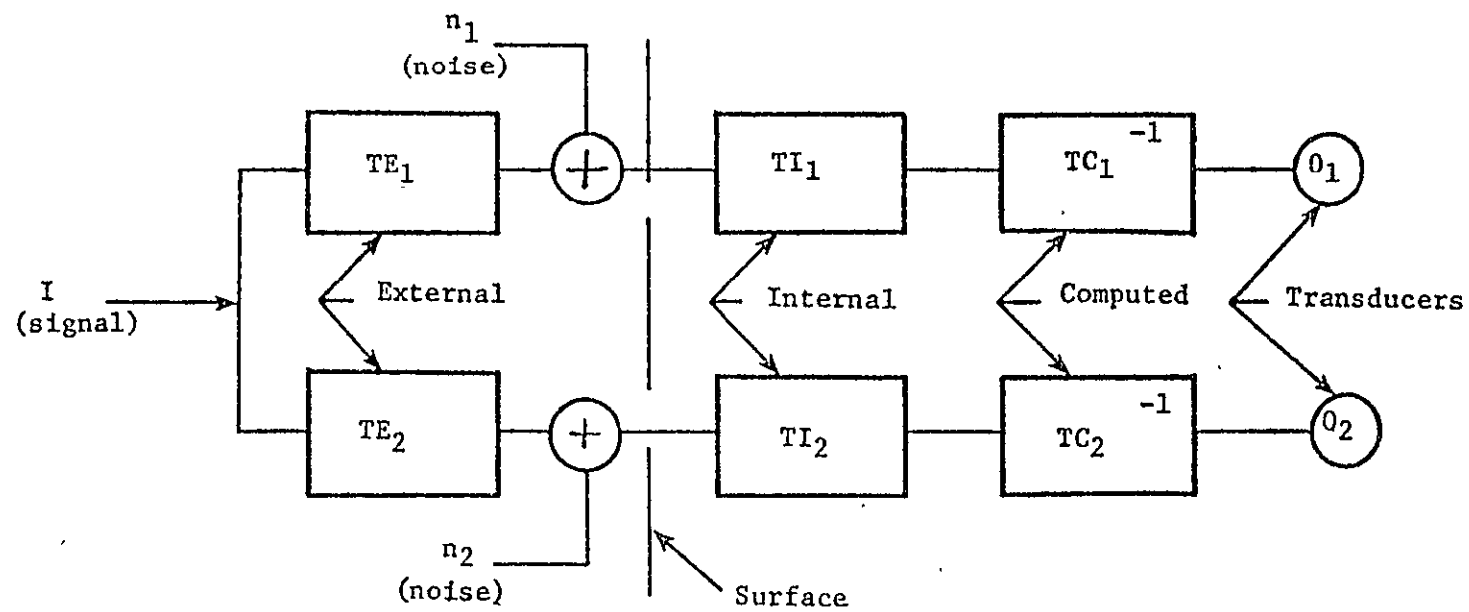 n1
(noise)
TE1
TI1
TC1 -1
O1
I
(signal)
External
Internal
Computed
Transducers
TE2
TI2
TC2 -1
O2
n2
(noise)
Surface